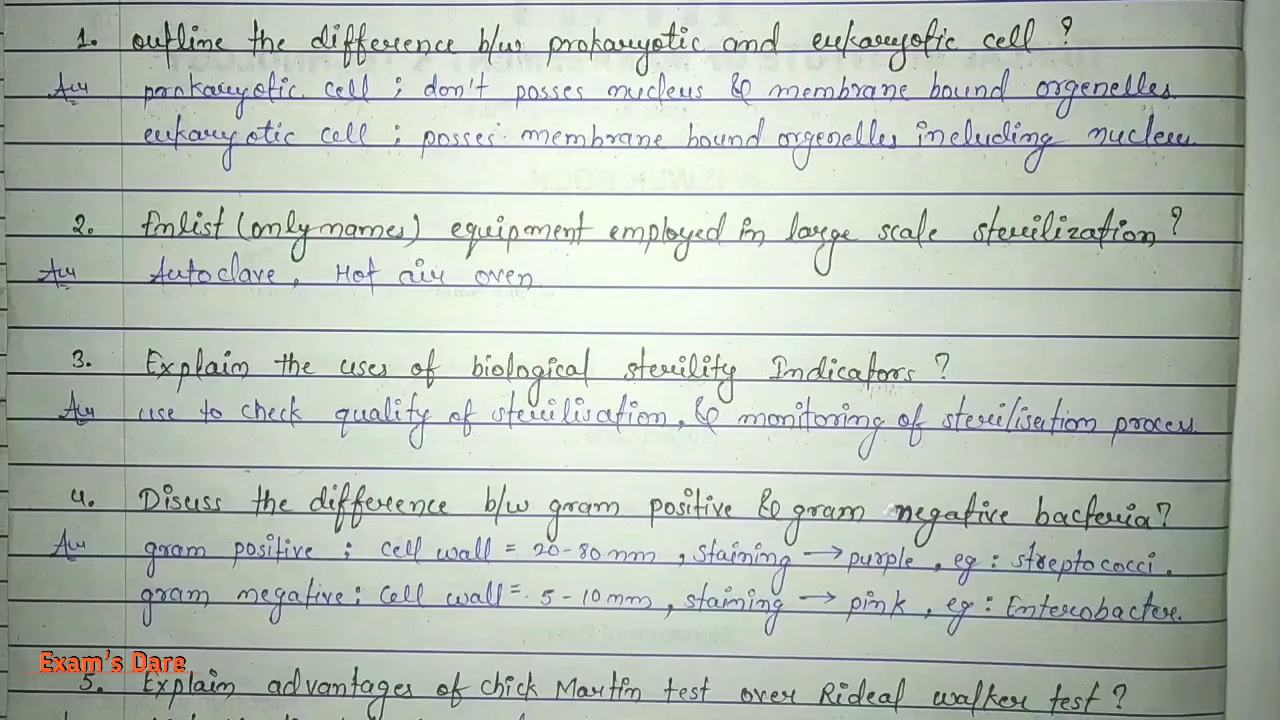 1. outline the difference b/w prokaryotic and eukaryotic cell ?
Ans prokaryotic cell ; don't posses nucleus & membrane bound orgenelles
eukaryotic cell ; posses membrane bound orgenelles including nucleus
2. Enlist (only names) equipment employed in large scale sterilization ?
Ans Autoclave, Hot air oven
3. Explain the uses of biological sterility Indicators ?
Ans use to check quality of sterilisation, & monitoring of sterilisation process
4. Disuss the difference b/w gram positive & gram negative bacteria?
Ans gram positive ; cell wall = 20-80 nm, staining → purple, eg : streptococci.
gram negative; cell wall = 5-10 nm, staining → pink, eg : Enterobacter.
Exam's Dare
5. Explain advantages of chick Martin test over Rideal walker test ?